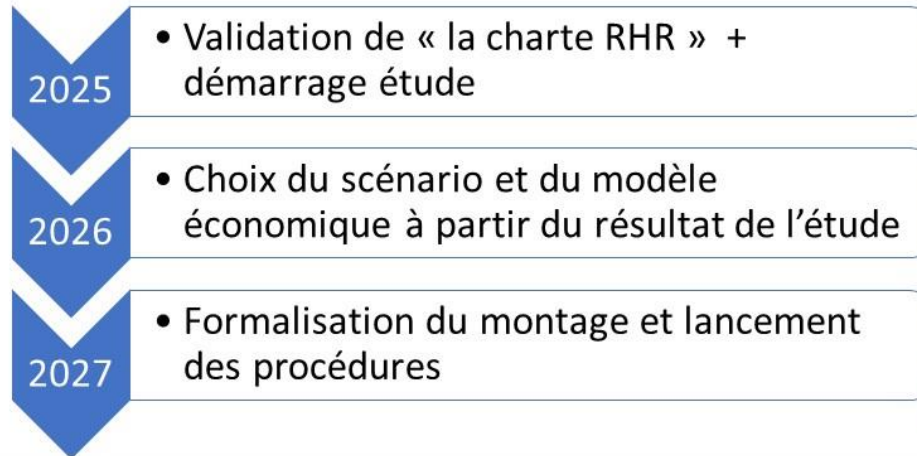 2025
• Validation de « la charte RHR » +
démarrage étude
2026
• Choix du scénario et du modèle
économique à partir du résultat de l’étude
2027
• Formalisation du montage et lancement
des procédures